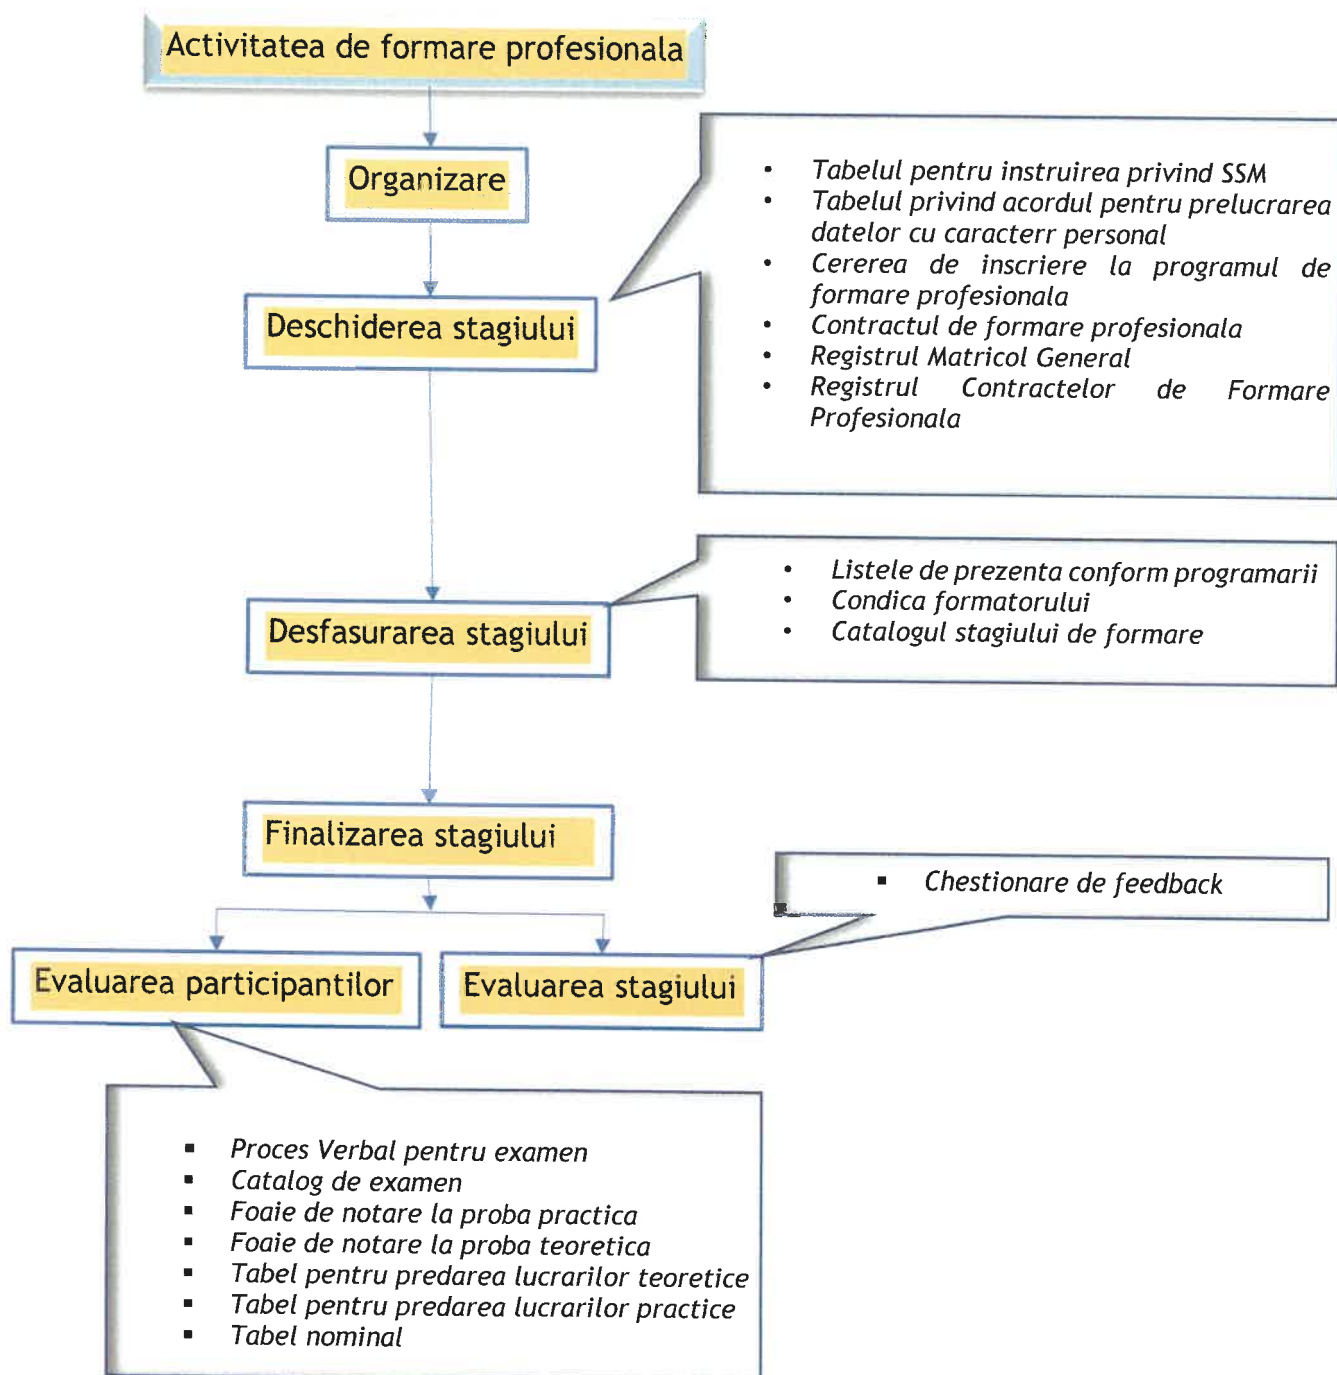 Activitatea de formare profesionala
Organizare
• Tabelul pentru instruirea privind SSM
• Tabelul privind acordul pentru prelucrarea
datelor cu caracterr personal
• Cererea de inscriere la programul de
formare profesionala
• Contractul de formare profesionala
• Registrul Matricol General
• Registrul Contractelor de Formare
Profesionala
Deschiderea stagiului
• Listele de prezenta conform programarii
• Condica formatorului
• Catalogul stagiului de formare
Desfasurarea stagiului
Finalizarea stagiului
▪ Chestionare de feedback
Evaluarea participantilor
Evaluarea stagiului
▪ Proces Verbal pentru examen
▪ Catalog de examen
▪ Foaie de notare la proba practica
▪ Foaie de notare la proba teoretica
▪ Tabel pentru predarea lucrarilor teoretice
▪ Tabel pentru predarea lucrarilor practice
▪ Tabel nominal